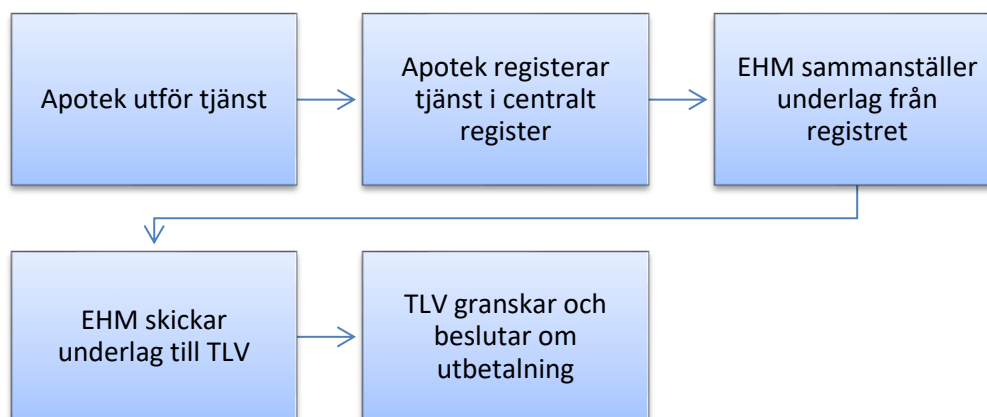 Apotek utför tjänst
Apotek registerar
tjänst i centralt
register
EHM sammanställer
underlag från
registret
EHM skickar
underlag till TLV
TLV granskar och
beslutar om
utbetalning